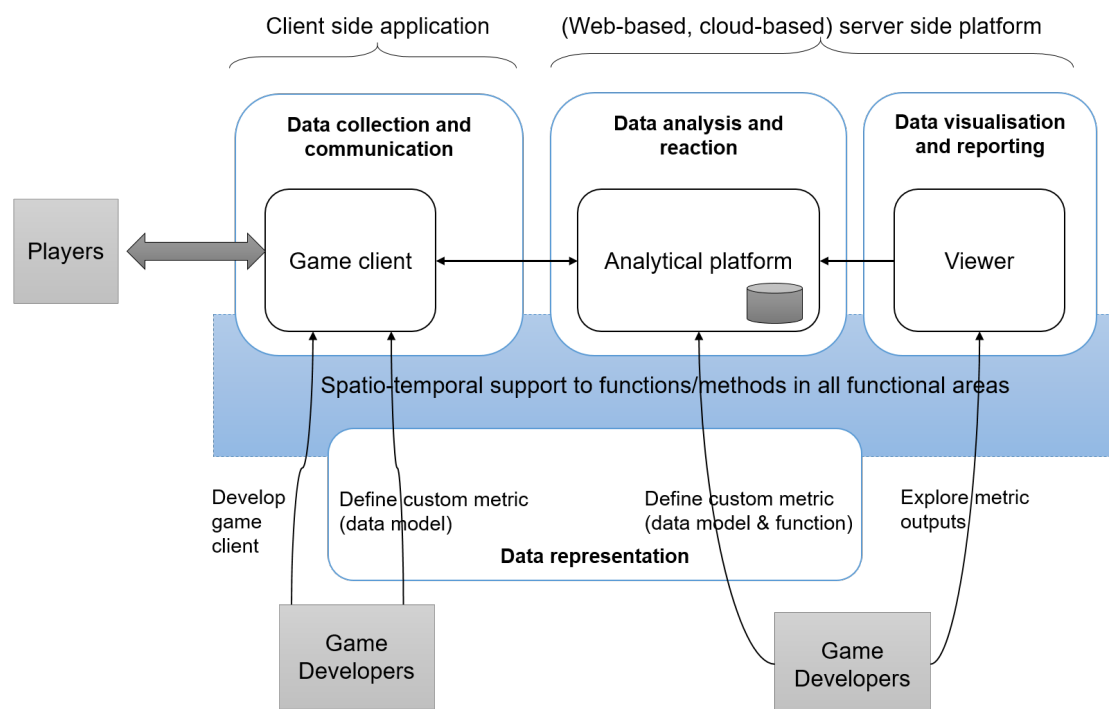 Client side application
(Web-based, cloud-based) server side platform
Data collection and
communication
Data analysis and
reaction
Data visualisation
and reporting
Players
Game client
Analytical platform
Viewer
Spatio-temporal support to functions/methods in all functional areas
Develop
game
client
Define custom metric
(data model)
Define custom metric
(data model & function)
Explore metric
outputs
Data representation
Game
Developers
Game
Developers